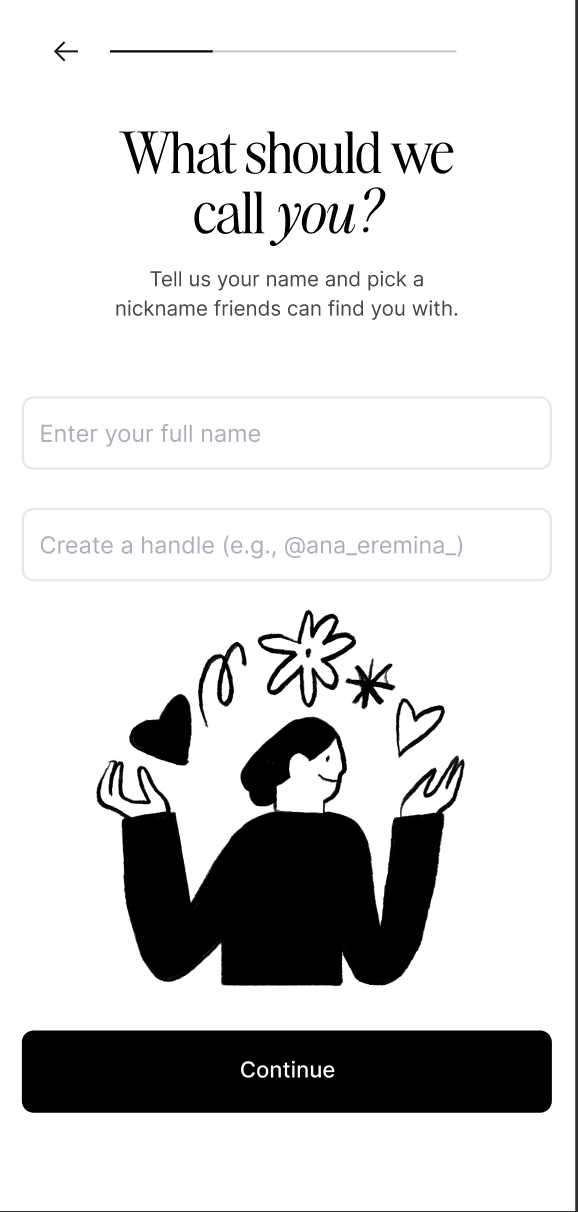 What should we
call you?
Tell us your name and pick a
nickname friends can find you with.
Enter your full name
Create a handle (e.g., @ana_eremina_)
Continue